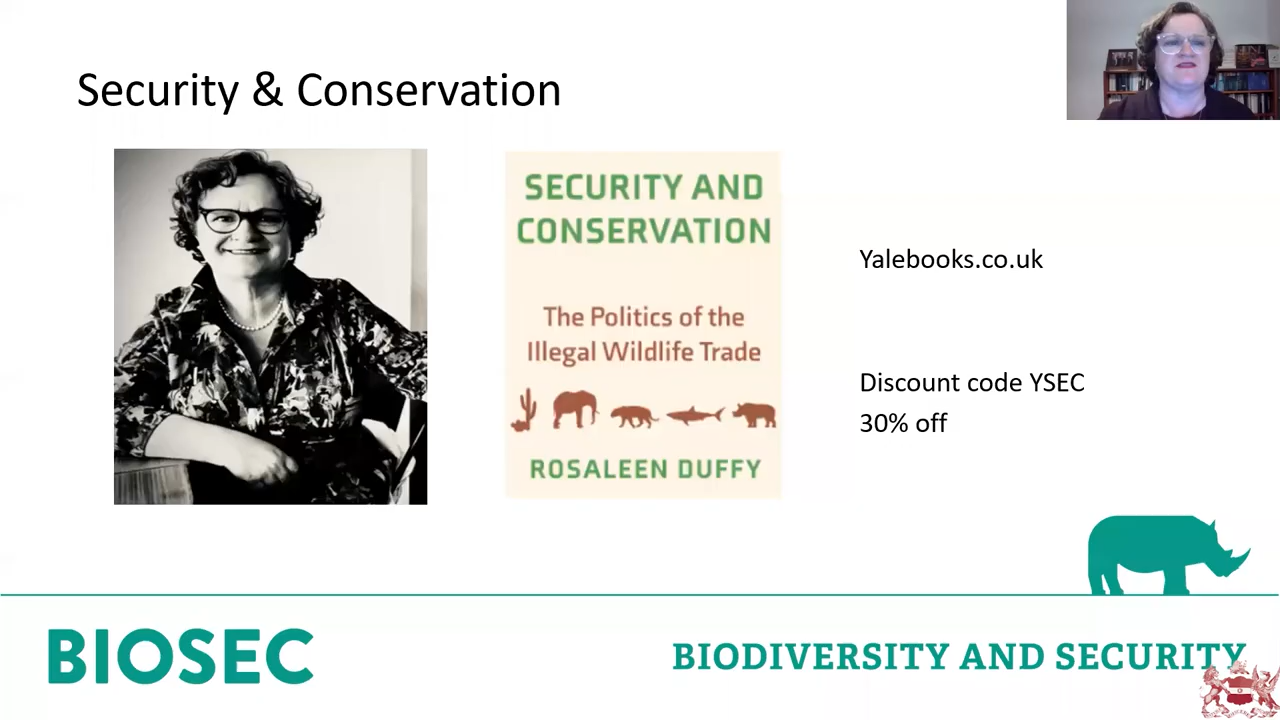 Security & Conservation
SECURITY AND
CONSERVATION
The Politics of the
Illegal Wildlife Trade
ROSALEEN DUFFY
Yalebooks.co.uk
Discount code YSEC
30% off
BIOSEC
BIODIVERSITY AND SECURITY